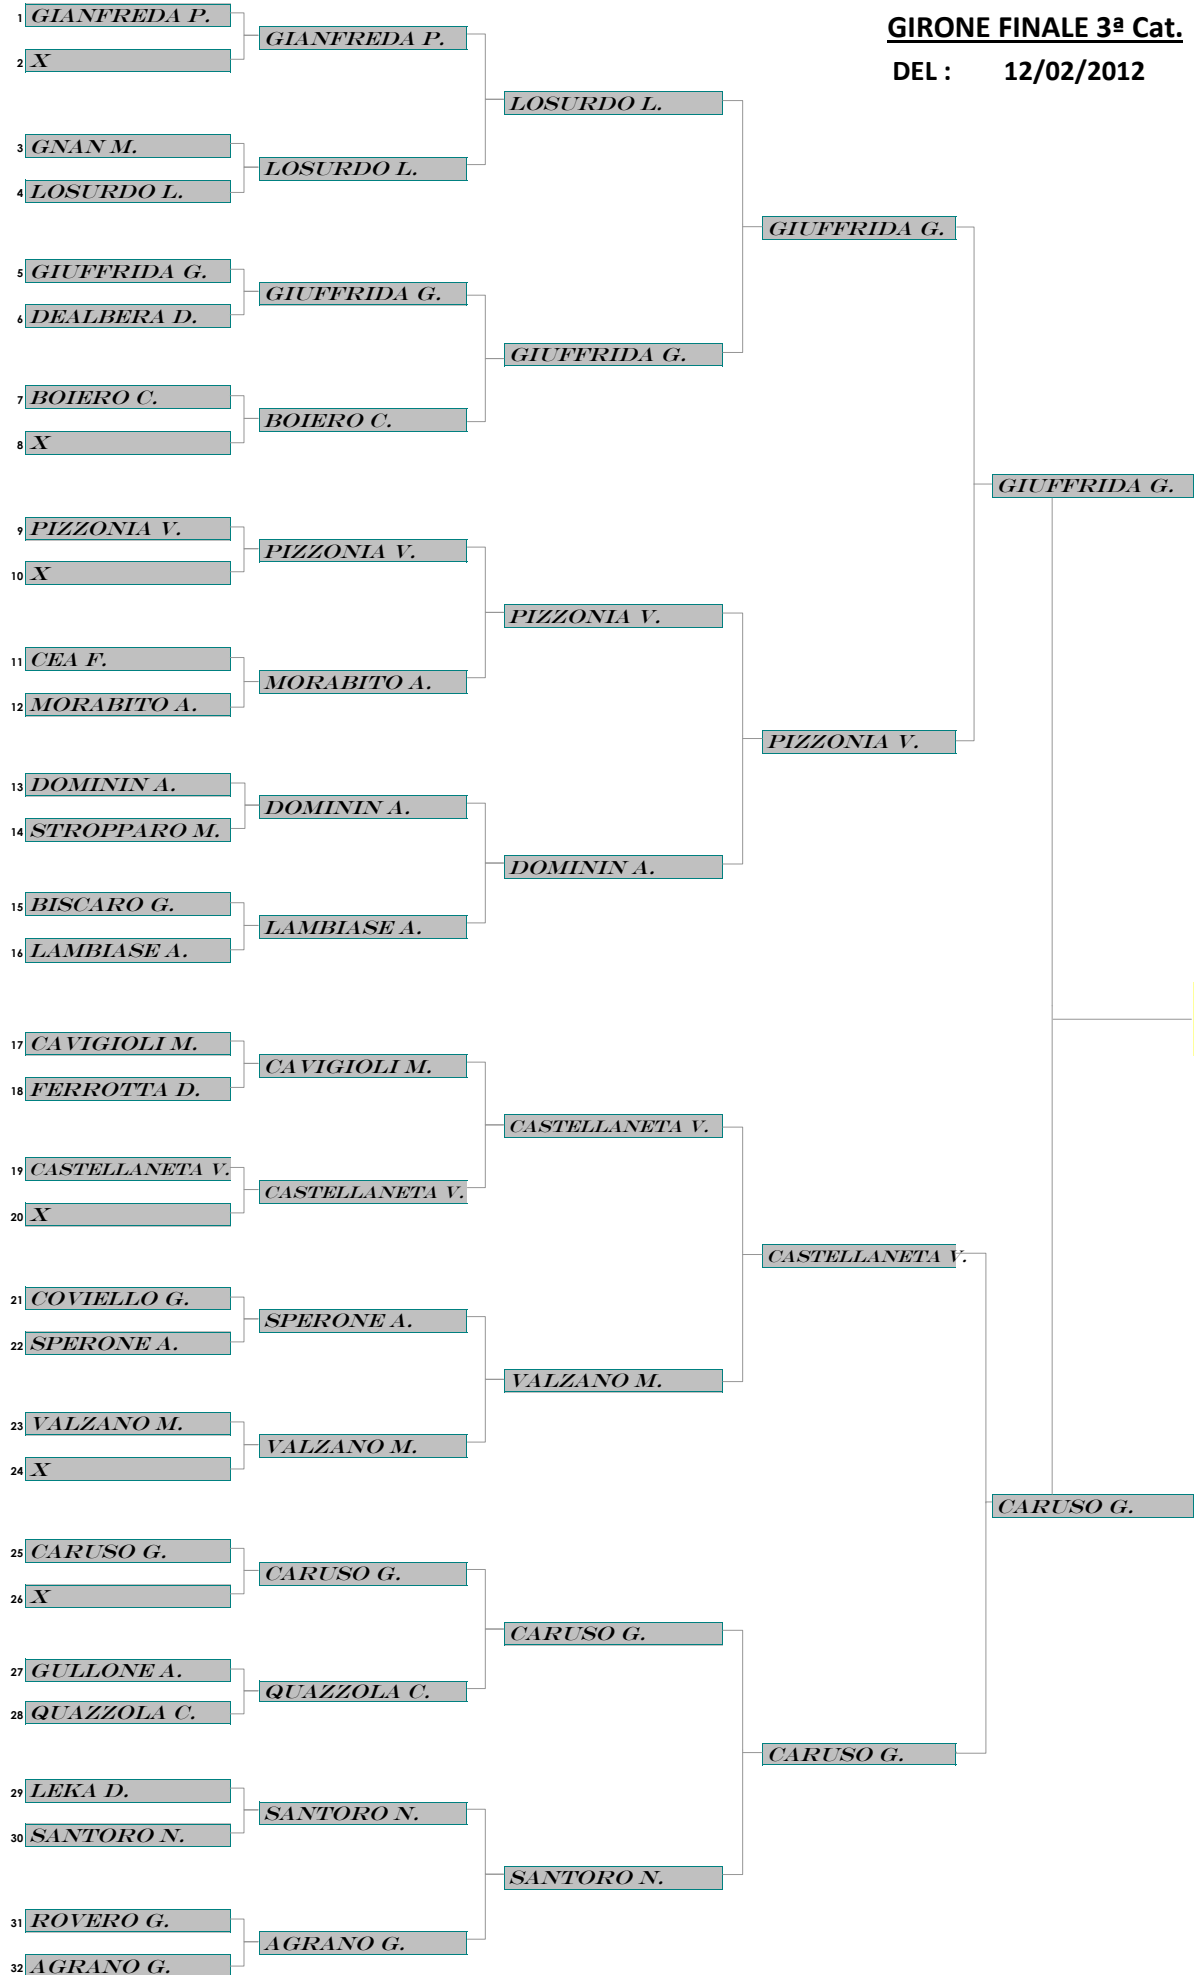 GIRONE FINALE 3ª Cat.
DEL : 12/02/2012
1 GIANFREDA P.
2 X
3 GNAN M.
4 LOSURDO L.
5 GIUFFRIDA G.
6 DEALBERA D.
7 BOIERO C.
8 X
9 PIZZONIA V.
10 X
11 CEA F.
12 MORABITO A.
13 DOMININ A.
14 STROPPARO M.
15 BISCARO G.
16 LAMBIASE A.
17 CAVIGIOLI M.
18 FERROTTA D.
19 CASTELLANETA V.
20 X
21 COVIELLO G.
22 SPERONE A.
23 VALZANO M.
24 X
25 CARUSO G.
26 X
27 GULLONE A.
28 QUAZZOLA C.
29 LEKA D.
30 SANTORO N.
31 ROVERO G.
32 AGRANO G.
GIANFREDA P.
LOSURDO L.
GIUFFRIDA G.
BOIERO C.
PIZZONIA V.
MORABITO A.
DOMININ A.
LAMBIASE A.
CAVIGIOLI M.
CASTELLANETA V.
SPERONE A.
VALZANO M.
CARUSO G.
QUAZZOLA C.
SANTORO N.
AGRANO G.
LOSURDO L.
GIUFFRIDA G.
PIZZONIA V.
DOMININ A.
CASTELLANETA V.
VALZANO M.
CARUSO G.
SANTORO N.
GIUFFRIDA G.
PIZZONIA V.
CASTELLANETA V.
CARUSO G.
GIUFFRIDA G.
CARUSO G.